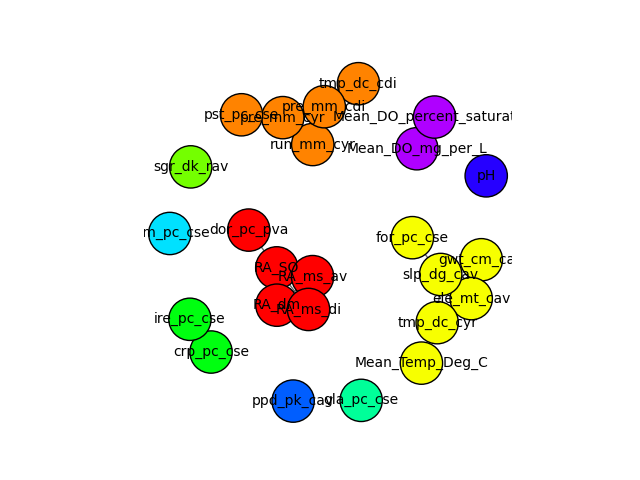 tmp_dc_cdi
pre_mm_cdi
pst_pc_cse
pre_mm_cyr
Mean_DO_percent_saturat
run_mm_cyr
Mean_DO_mg_per_L
sgr_dk_rav
pH
dor_pc_pva
rm_pc_cse
for_pc_cse
gwt_cm_ca
RA_SO
slp_dg_cav
RA_ms_av
ele_mt_cav
RA_dm
RA_ms_di
ire_pc_cse
tmp_dc_cyr
crp_pc_cse
Mean_Temp_Deg_C
ppd_pk_cav
gla_pc_cse